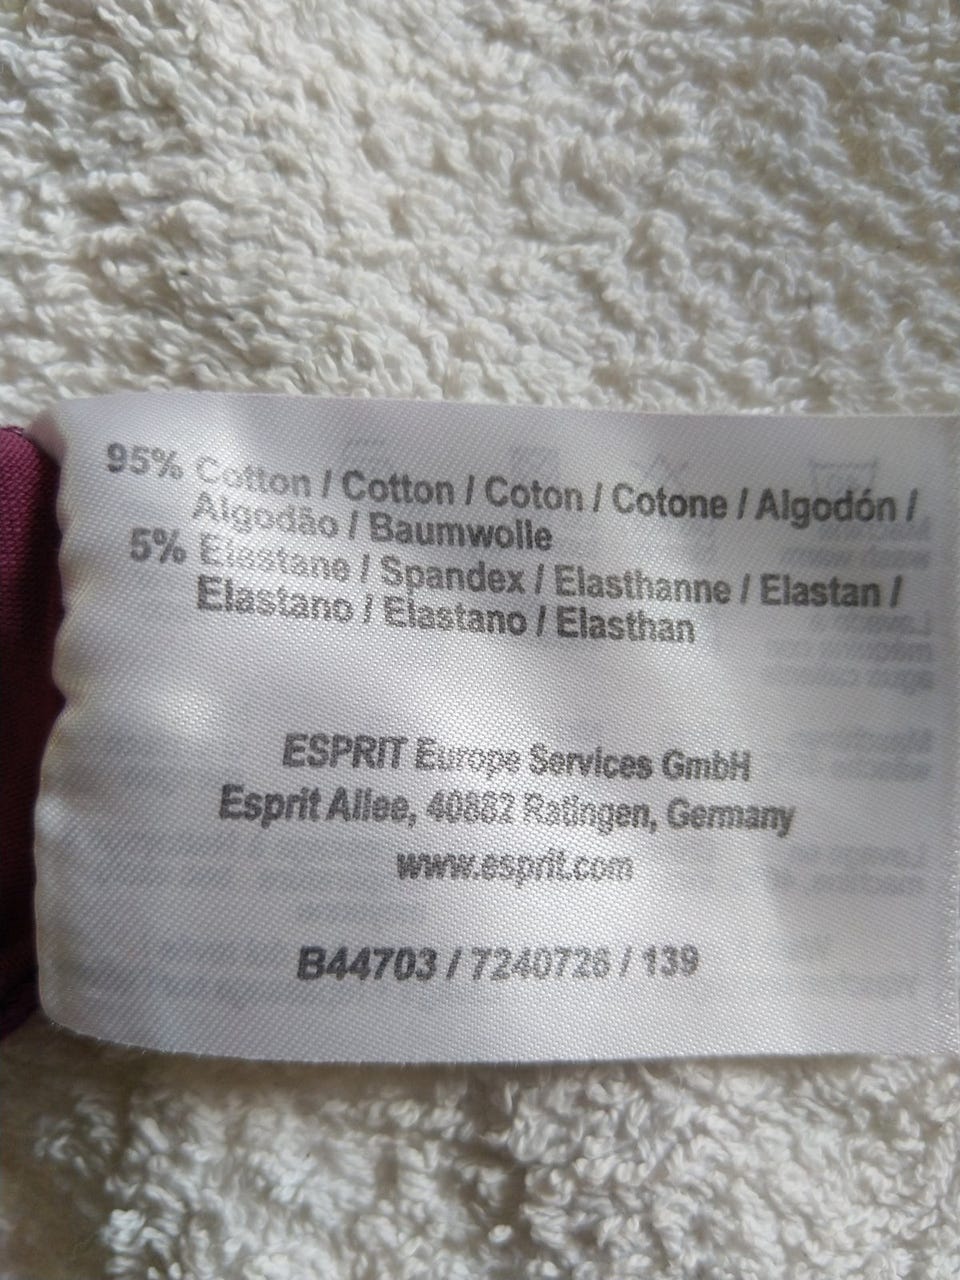 95% Cotton / Cotton / Coton / Cotone / Algodón /
Algodão / Baumwolle
5% Elastane / Spandex / Elasthanne / Elastan /
Elastano / Elastano / Elasthan
ESPRIT Europe Services GmbH
Esprit Allee, 40882 Ratingen, Germany
www.esprit.com
B44703 / 7240726 / 139